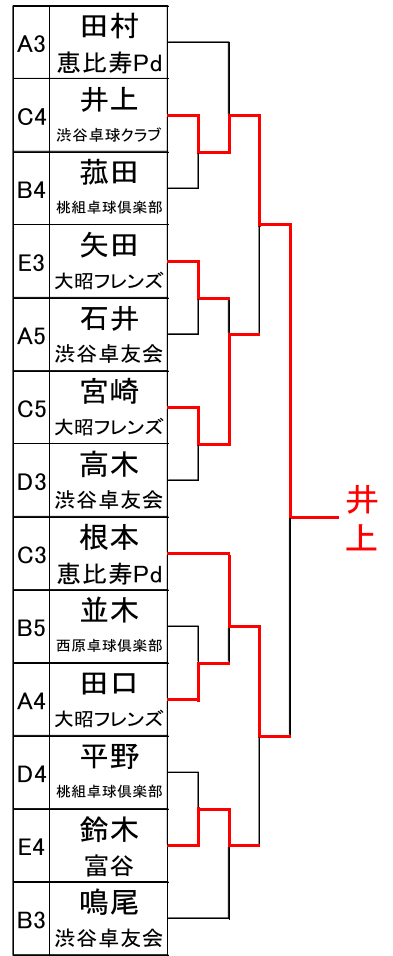 A3
田村
恵比寿Pd
C4
井上
渋谷卓球クラブ
B4
菰田
桃組卓球倶楽部
E3
矢田
大昭フレンズ
A5
石井
渋谷卓友会
C5
宮崎
大昭フレンズ
D3
高木
渋谷卓友会
C3
根本
恵比寿Pd
B5
並木
西原卓球倶楽部
A4
田口
大昭フレンズ
D4
平野
桃組卓球倶楽部
E4
鈴木
富谷
B3
鳴尾
渋谷卓友会
井上